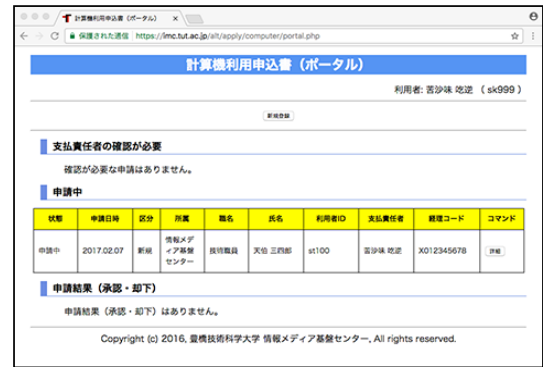 計算機利用申込書（ポータル）
保護された通信 https://imc.tut.ac.jp/alt/apply/computer/portal.php
計算機利用申込書（ポータル）
利用者: 苦沙味 吃逆 （ sk999 ）
新規登録
支払責任者の確認が必要
確認が必要な申請はありません。
申請中
状態 申請日時 区分 所属 職名 氏名 利用者ID 支払責任者 経理コード コマンド
申請中 2017.02.07 新規 情報メディア基盤センター 技術職員 天伯 三四郎 st100 苦沙味 吃逆 X012345678 詳細
申請結果（承認・却下）
申請結果（承認・却下）はありません。
Copyright (c) 2016, 豊橋技術科学大学 情報メディア基盤センター, All rights reserved.